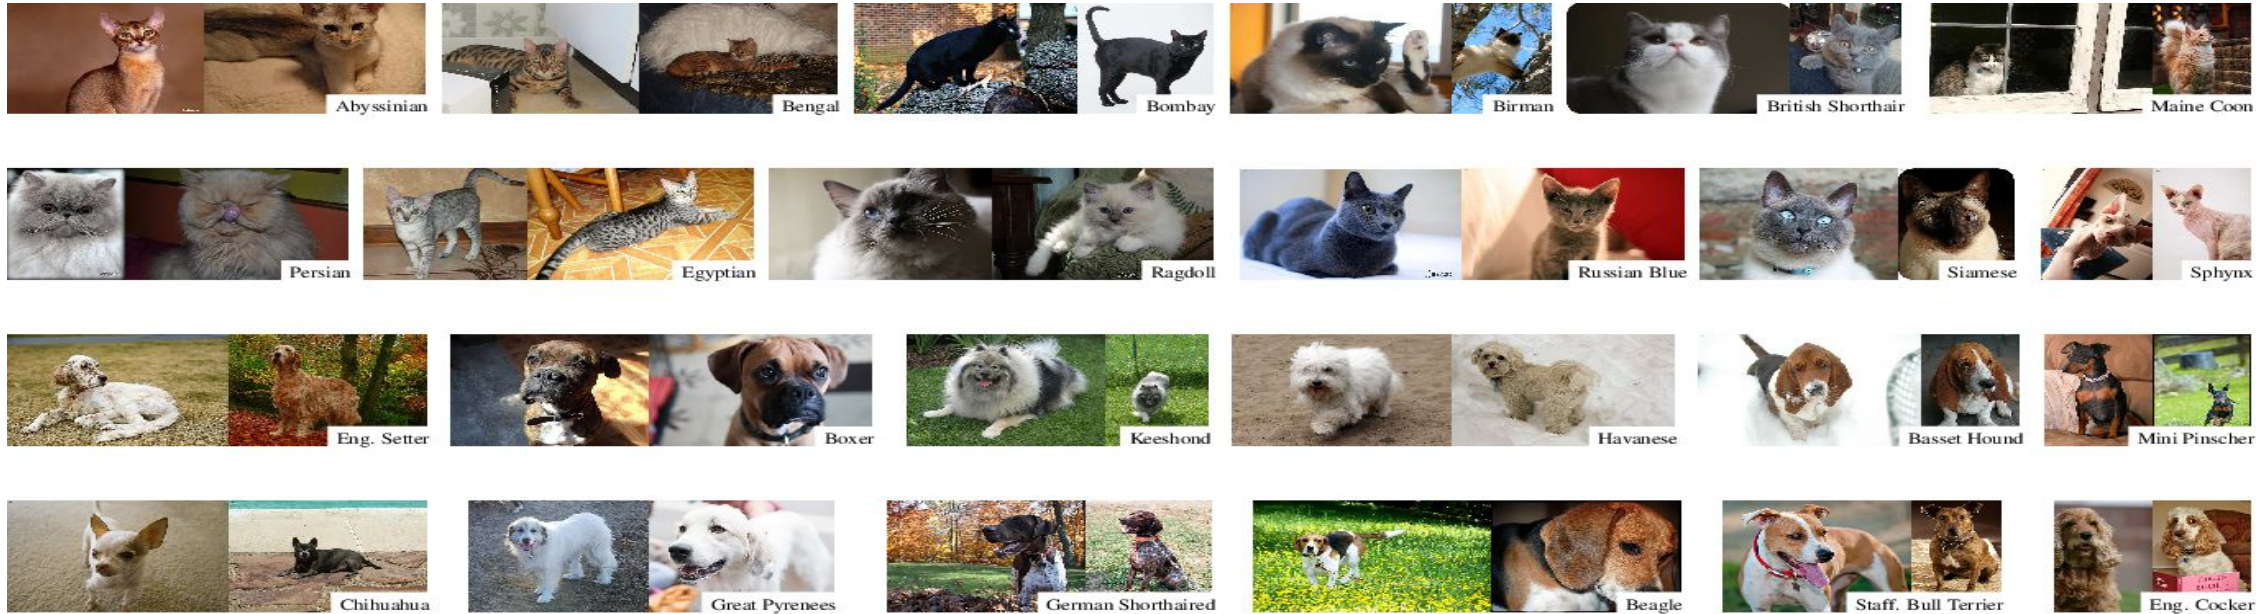 Abyssinian
Bengal
Bombay
Birman
British Shorthair
Maine Coon
Persian
Egyptian
Ragdoll
Russian Blue
Siamese
Sphynx
Eng. Setter
Boxer
Keeshond
Havanese
Basset Hound
Mini Pinscher
Chihuahua
Great Pyrenees
German Shorthaired
Beagle
Staff. Bull Terrier
Eng. Cocker